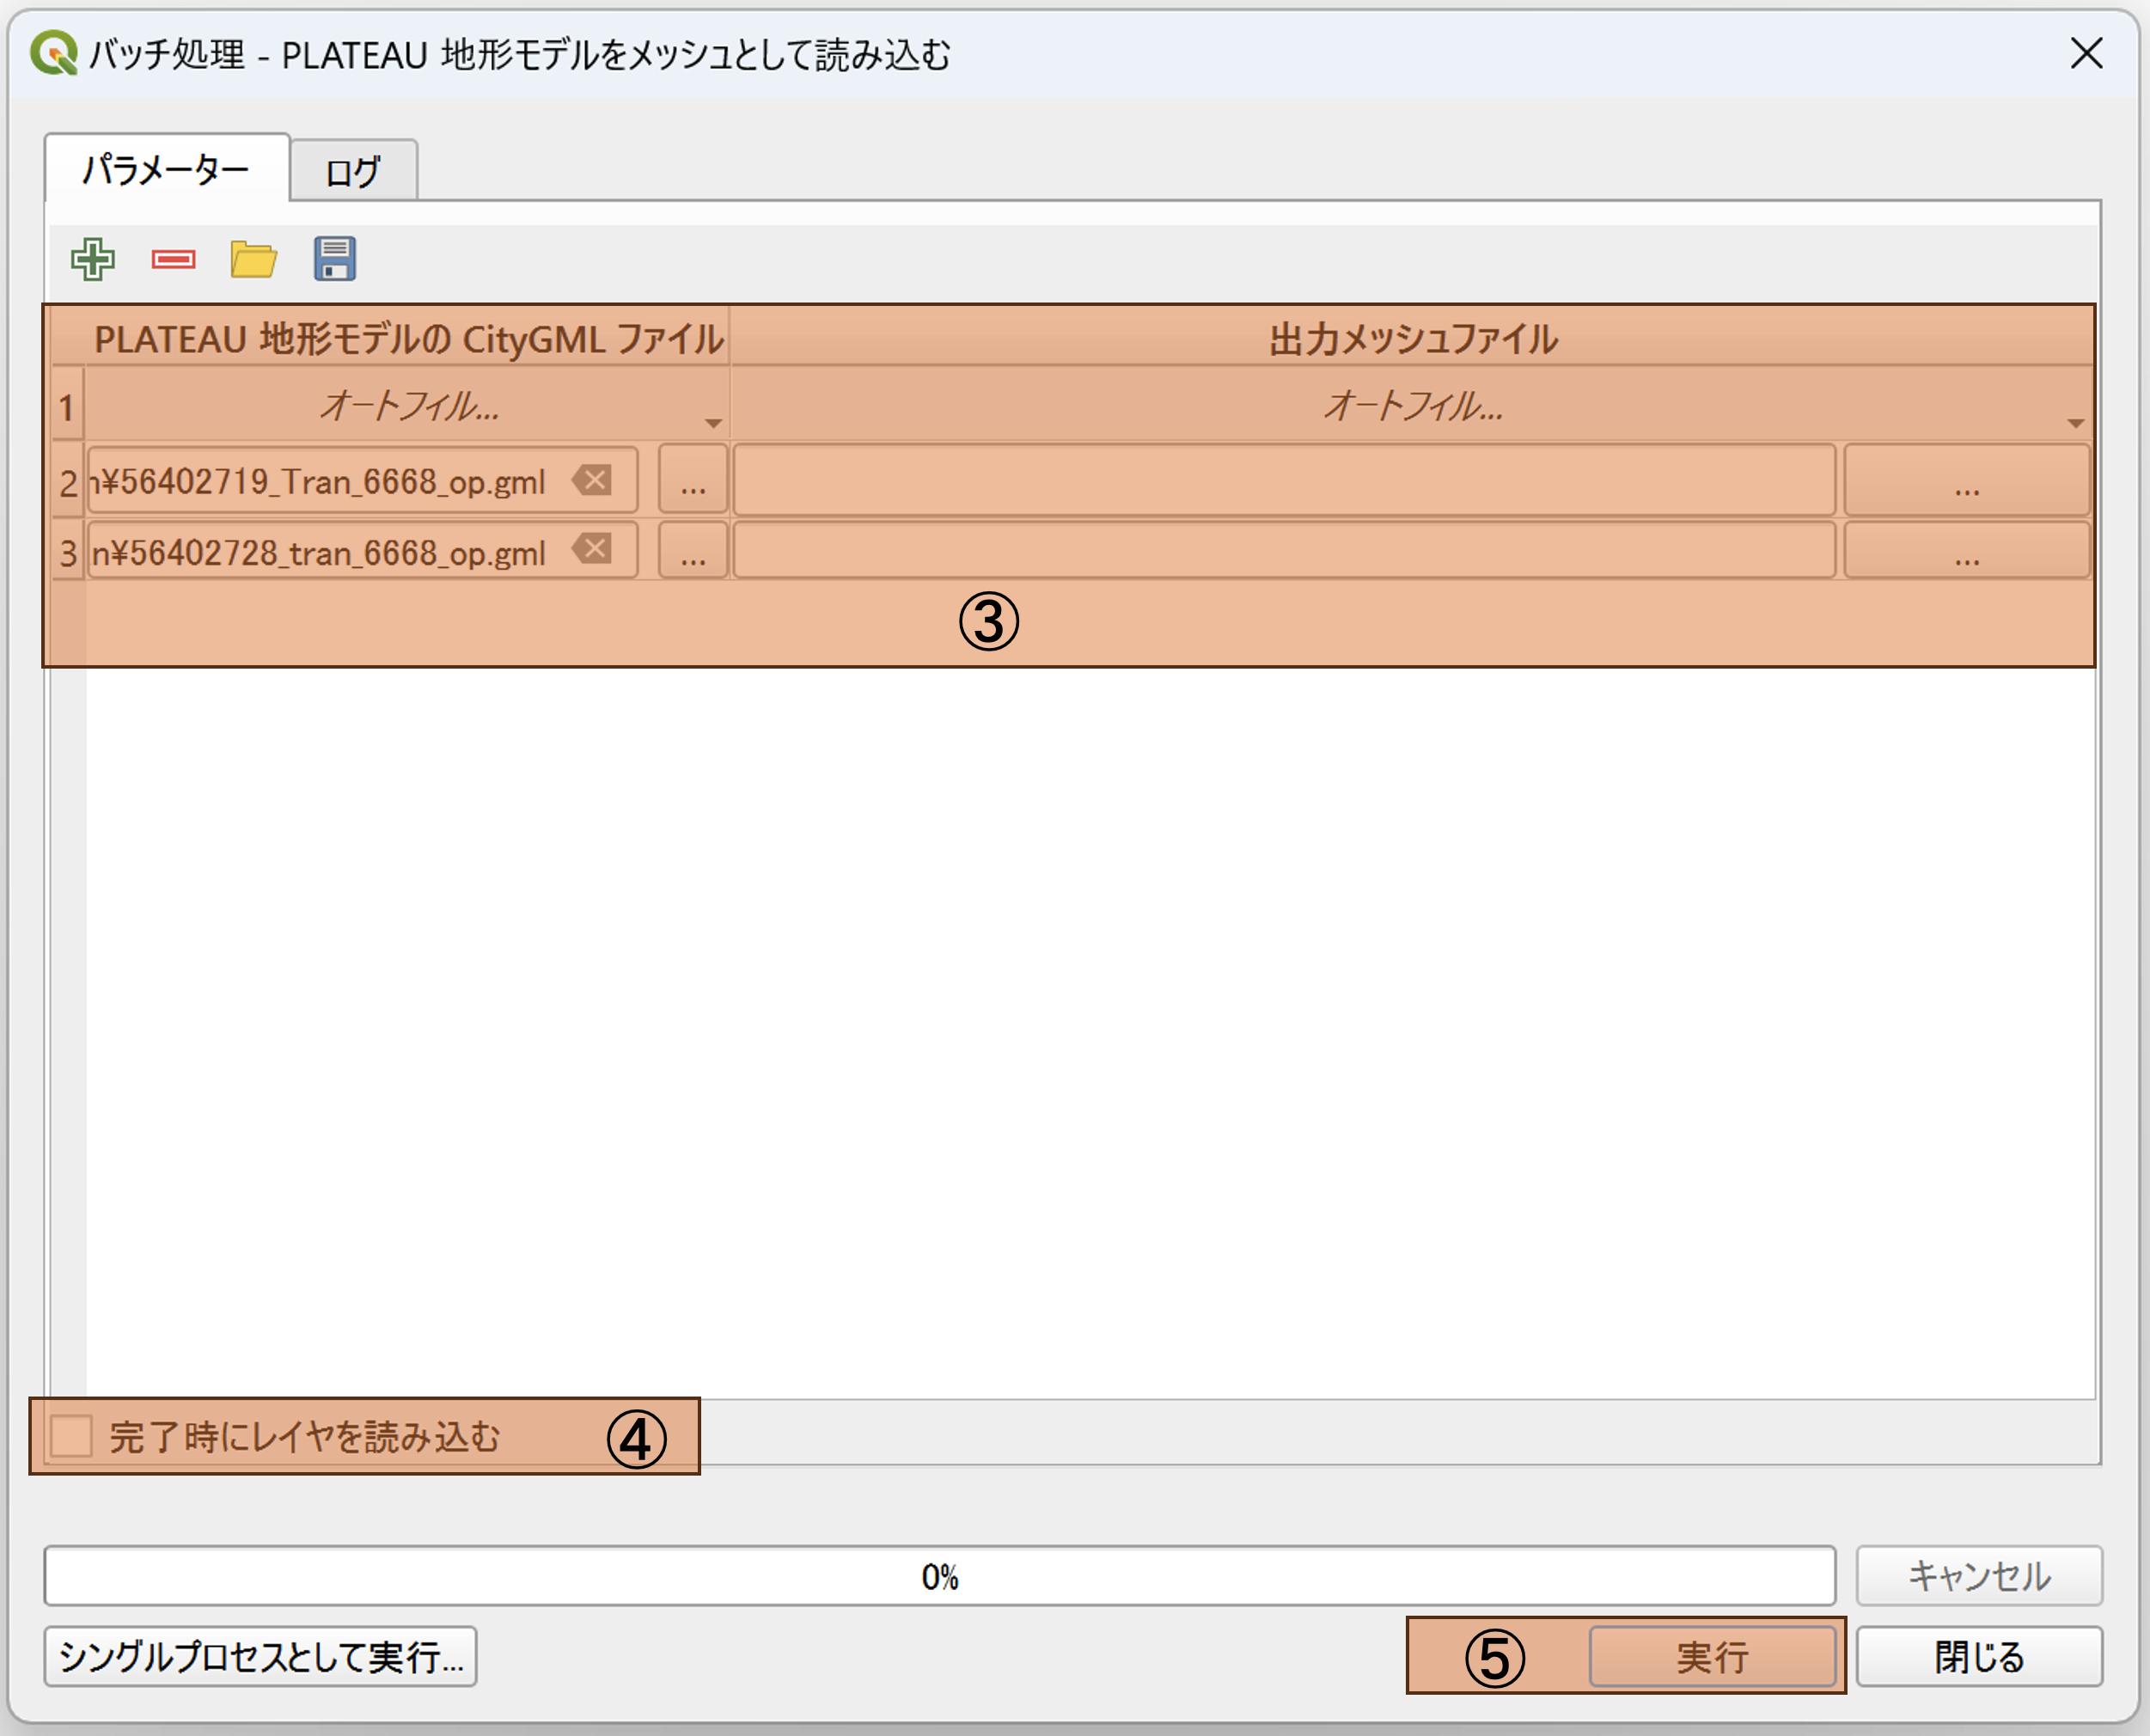 バッチ処理 - PLATEAU 地形モデルをメッシュとして読み込む
パラメーター
ログ
PLATEAU 地形モデルの CityGML ファイル
出力メッシュファイル
1
オートフィル...
オートフィル...
2
n¥56402719_Tran_6668_op.gml
...
...
3
n¥56402728_tran_6668_op.gml
...
...
③
完了時にレイヤを読み込む
④
0%
キャンセル
シングルプロセスとして実行...
⑤
実行
閉じる